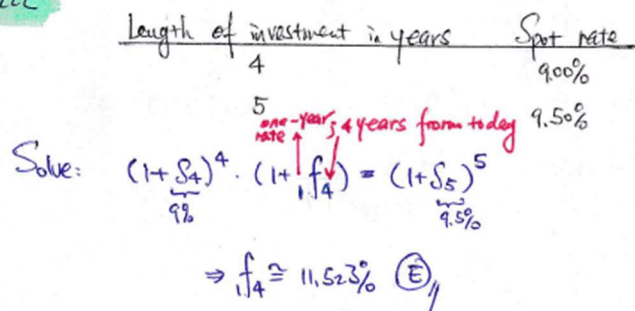 Length of investment in years Spot rate
4 9.00%
5 9.50%
one-year rate ; 4 years from today
Solve: (1+S₄)⁴ · (1+ ₁f₄) = (1+S₅)⁵
9% 9.5%
⇒ ₁f₄ ≅ 11.523% Ⓔ